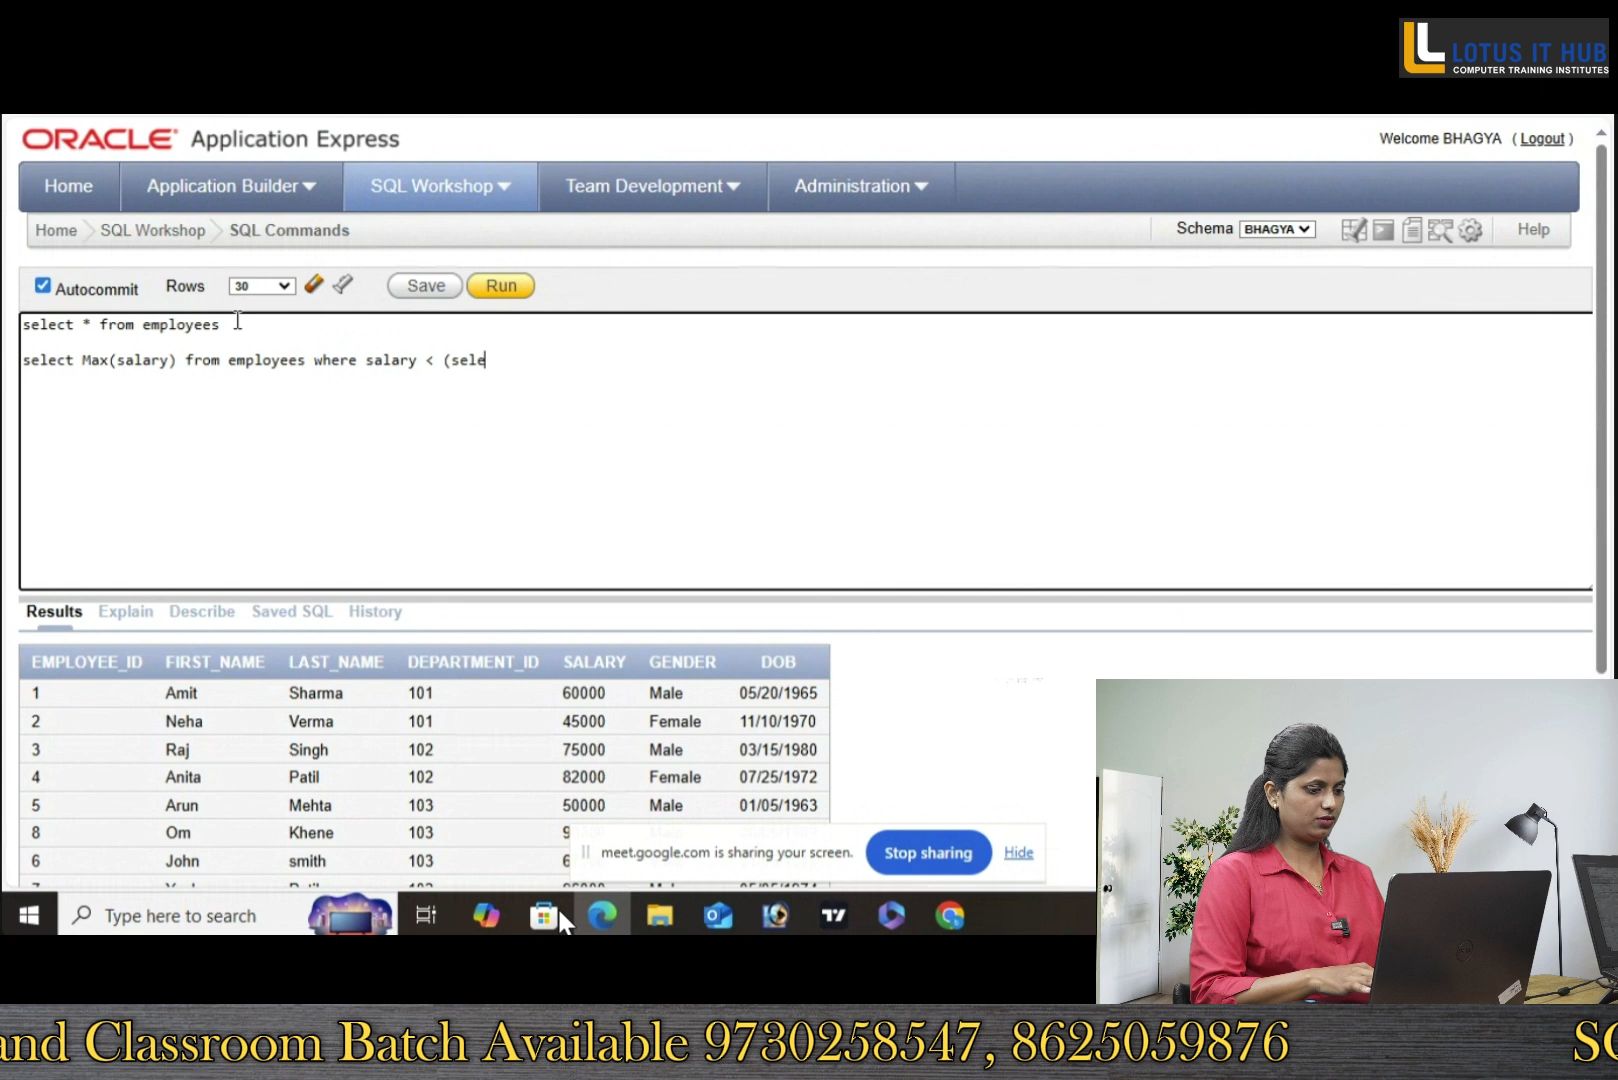 LOTUS IT HUB
COMPUTER TRAINING INSTITUTES
ORACLE Application Express
Welcome BHAGYA ( Logout )
Home Application Builder SQL Workshop Team Development Administration
Home SQL Workshop SQL Commands Schema BHAGYA Help
Autocommit Rows 30 Save Run
select * from employees
select Max(salary) from employees where salary < (sele
Results Explain Describe Saved SQL History
EMPLOYEE_ID FIRST_NAME LAST_NAME DEPARTMENT_ID SALARY GENDER DOB
1 Amit Sharma 101 60000 Male 05/20/1965
2 Neha Verma 101 45000 Female 11/10/1970
3 Raj Singh 102 75000 Male 03/15/1980
4 Anita Patil 102 82000 Female 07/25/1972
5 Arun Mehta 103 50000 Male 01/05/1963
8 Om Khene 103
6 John smith 103
meet.google.com is sharing your screen. Stop sharing Hide
Type here to search
and Classroom Batch Available 9730258547, 8625059876